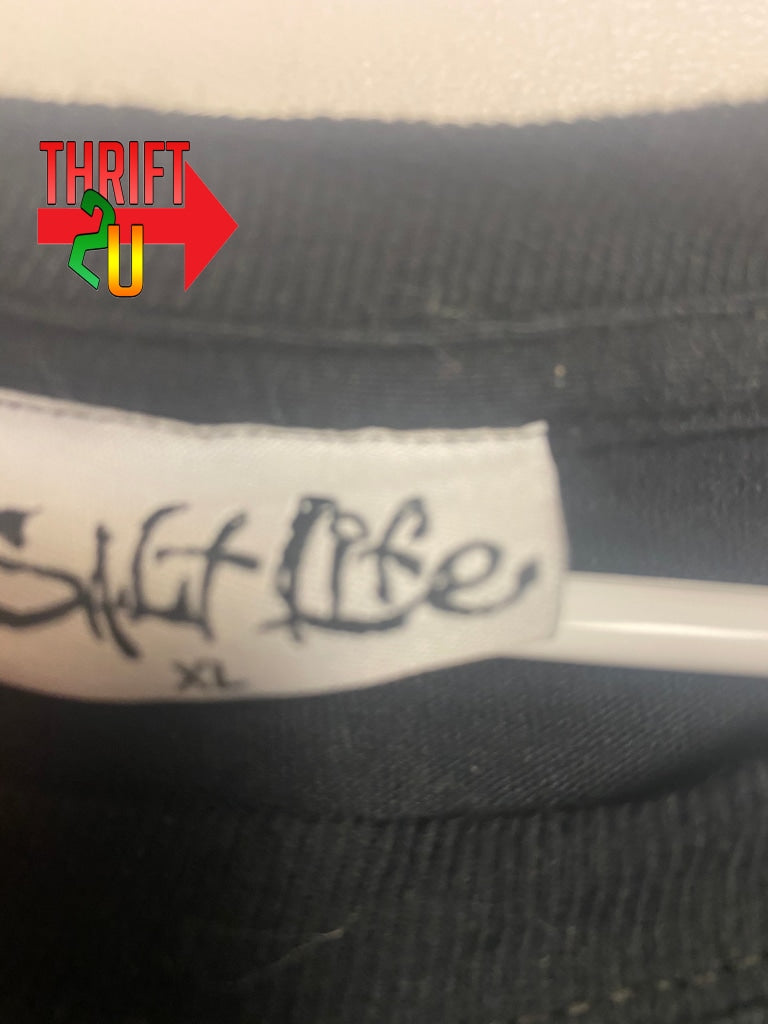 THRIFT
2U
Salt Life
XL